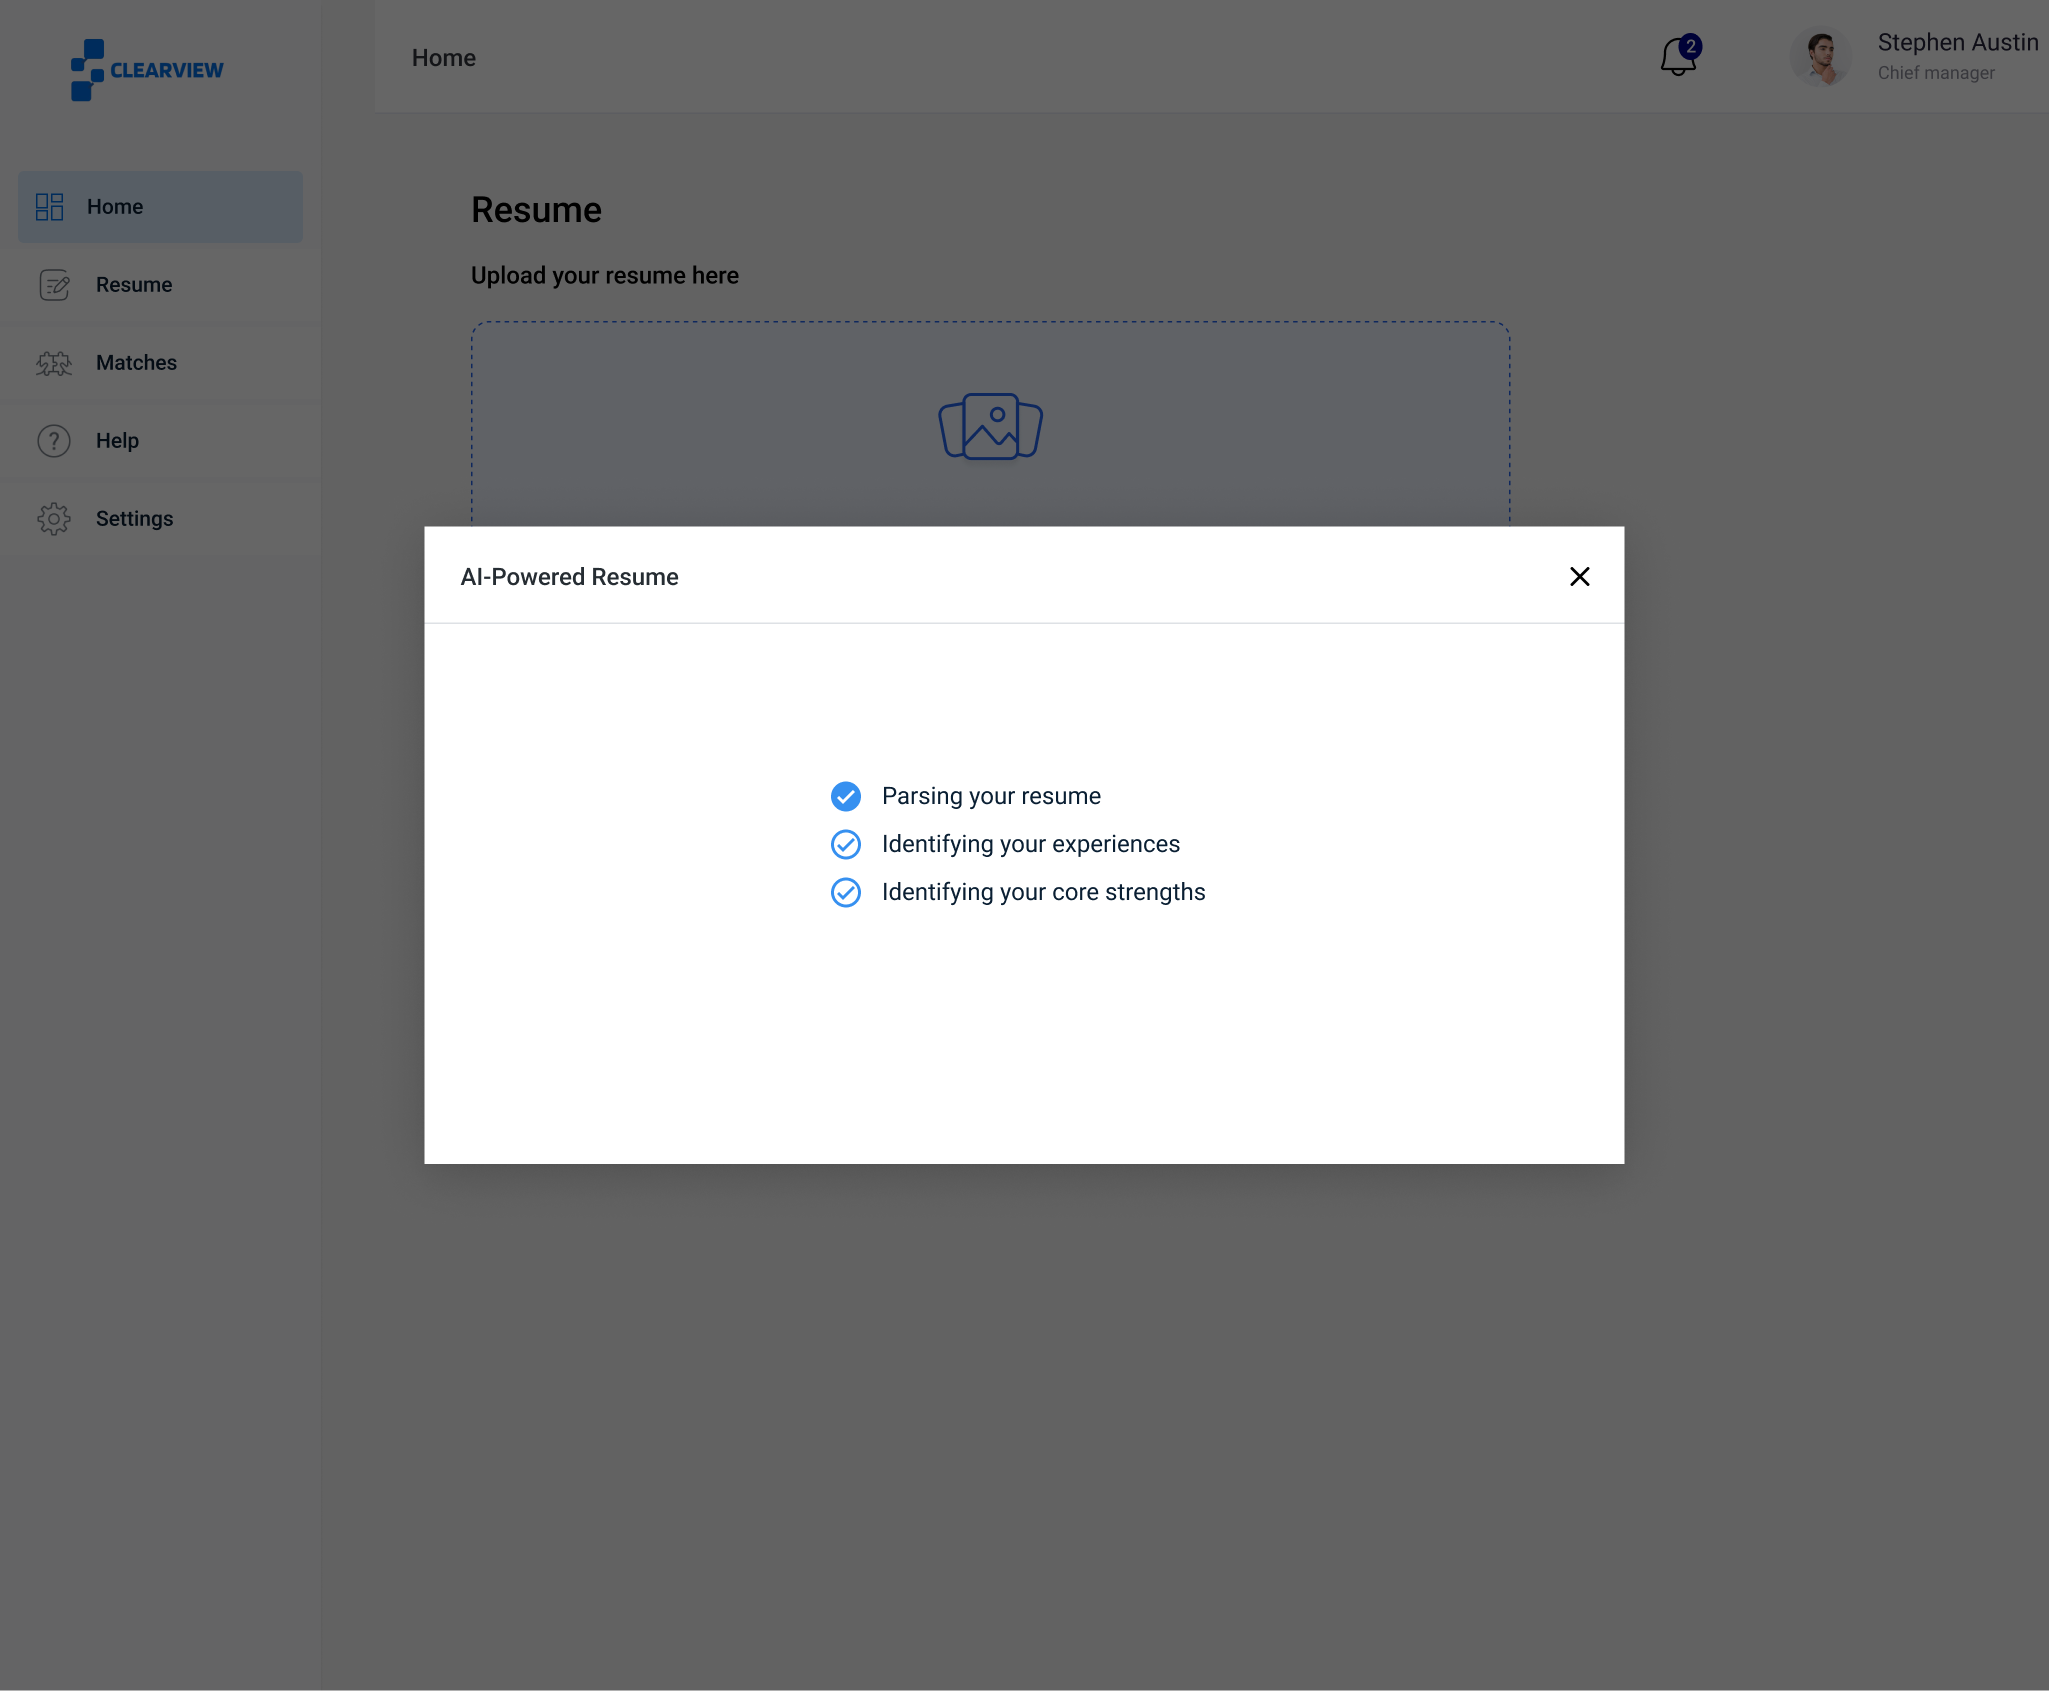 CLEARVIEW
Home
2
Stephen Austin
Chief manager
Home
Resume
Matches
Help
Settings
Resume
Upload your resume here
AI-Powered Resume
Parsing your resume
Identifying your experiences
Identifying your core strengths